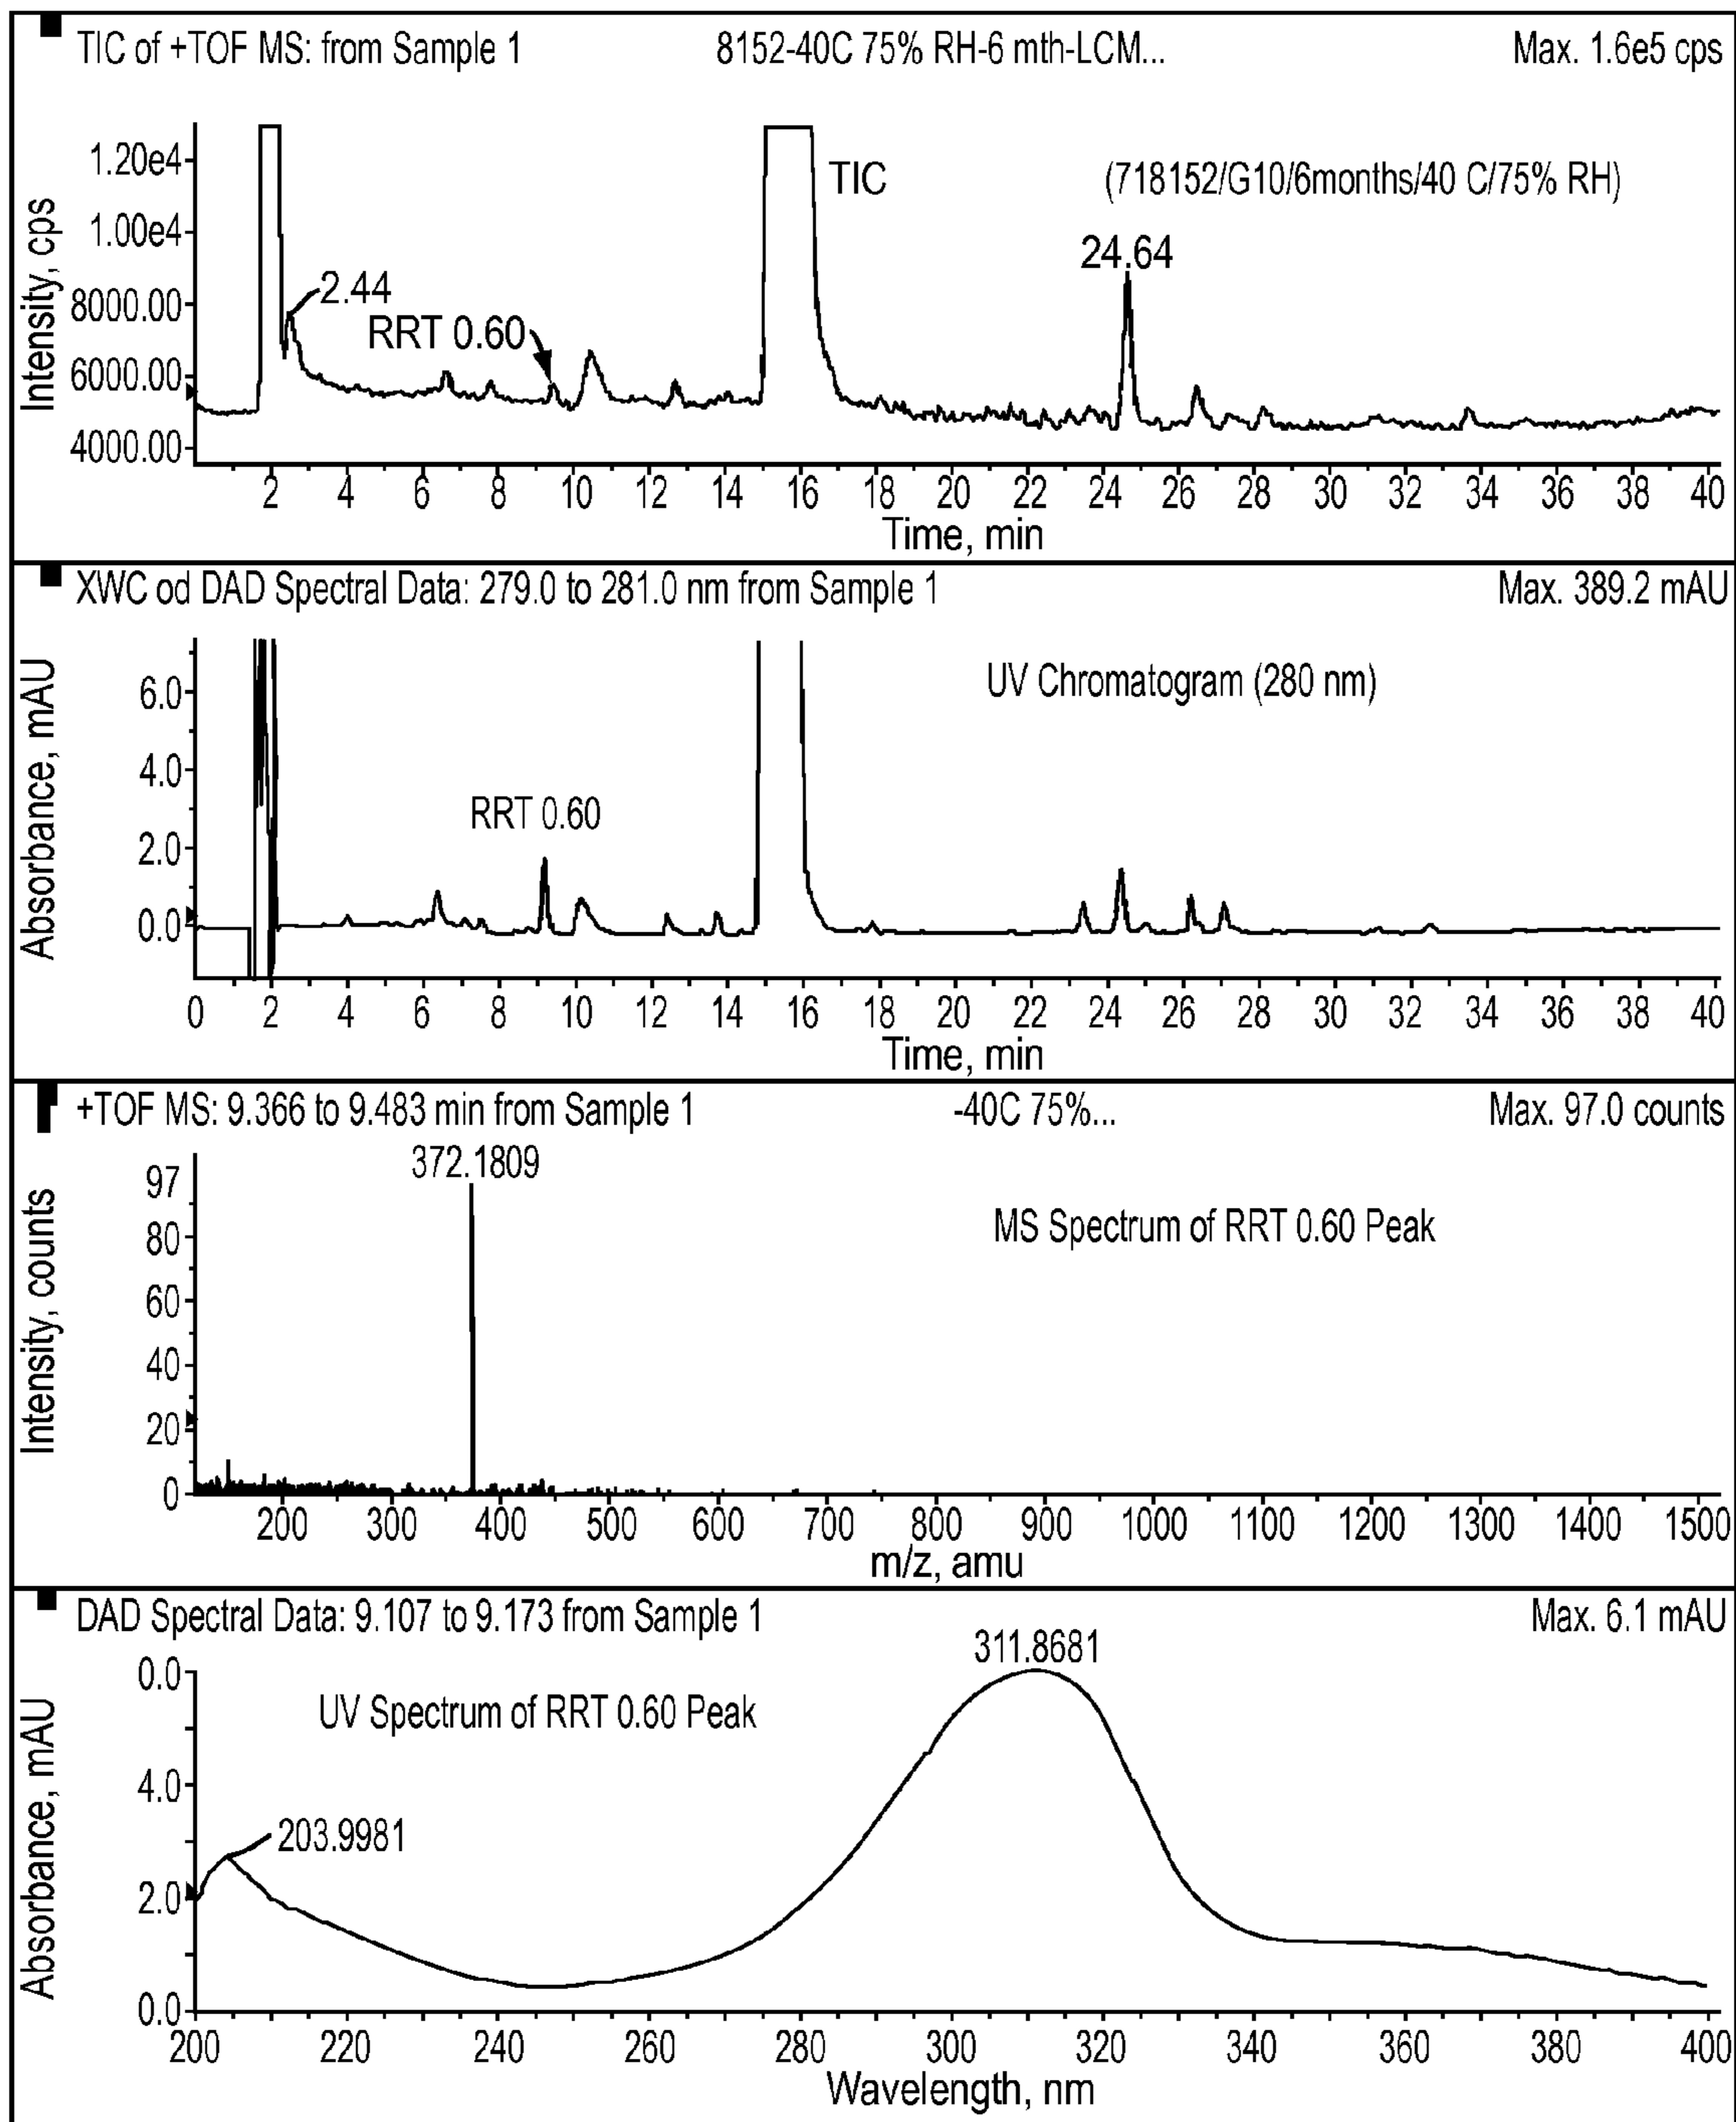 TIC of +TOF MS: from Sample 1 8152-40C 75% RH-6 mth-LCM... Max. 1.6e5 cps
Intensity, cps
1.20e4
1.00e4
8000.00
6000.00
4000.00
TIC
(718152/G10/6months/40 C/75% RH)
24.64
2.44
RRT 0.60
2 4 6 8 10 12 14 16 18 20 22 24 26 28 30 32 34 36 38 40
Time, min
XWC od DAD Spectral Data: 279.0 to 281.0 nm from Sample 1 Max. 389.2 mAU
Absorbance, mAU
6.0
4.0
2.0
0.0
UV Chromatogram (280 nm)
RRT 0.60
0 2 4 6 8 10 12 14 16 18 20 22 24 26 28 30 32 34 36 38 40
Time, min
+TOF MS: 9.366 to 9.483 min from Sample 1 -40C 75%... Max. 97.0 counts
Intensity, counts
97
80
60
40
20
0
372.1809
MS Spectrum of RRT 0.60 Peak
200 300 400 500 600 700 800 900 1000 1100 1200 1300 1400 1500
m/z, amu
DAD Spectral Data: 9.107 to 9.173 from Sample 1 Max. 6.1 mAU
Absorbance, mAU
0.0
4.0
2.0
0.0
311.8681
UV Spectrum of RRT 0.60 Peak
203.9981
200 220 240 260 280 300 320 340 360 380 400
Wavelength, nm